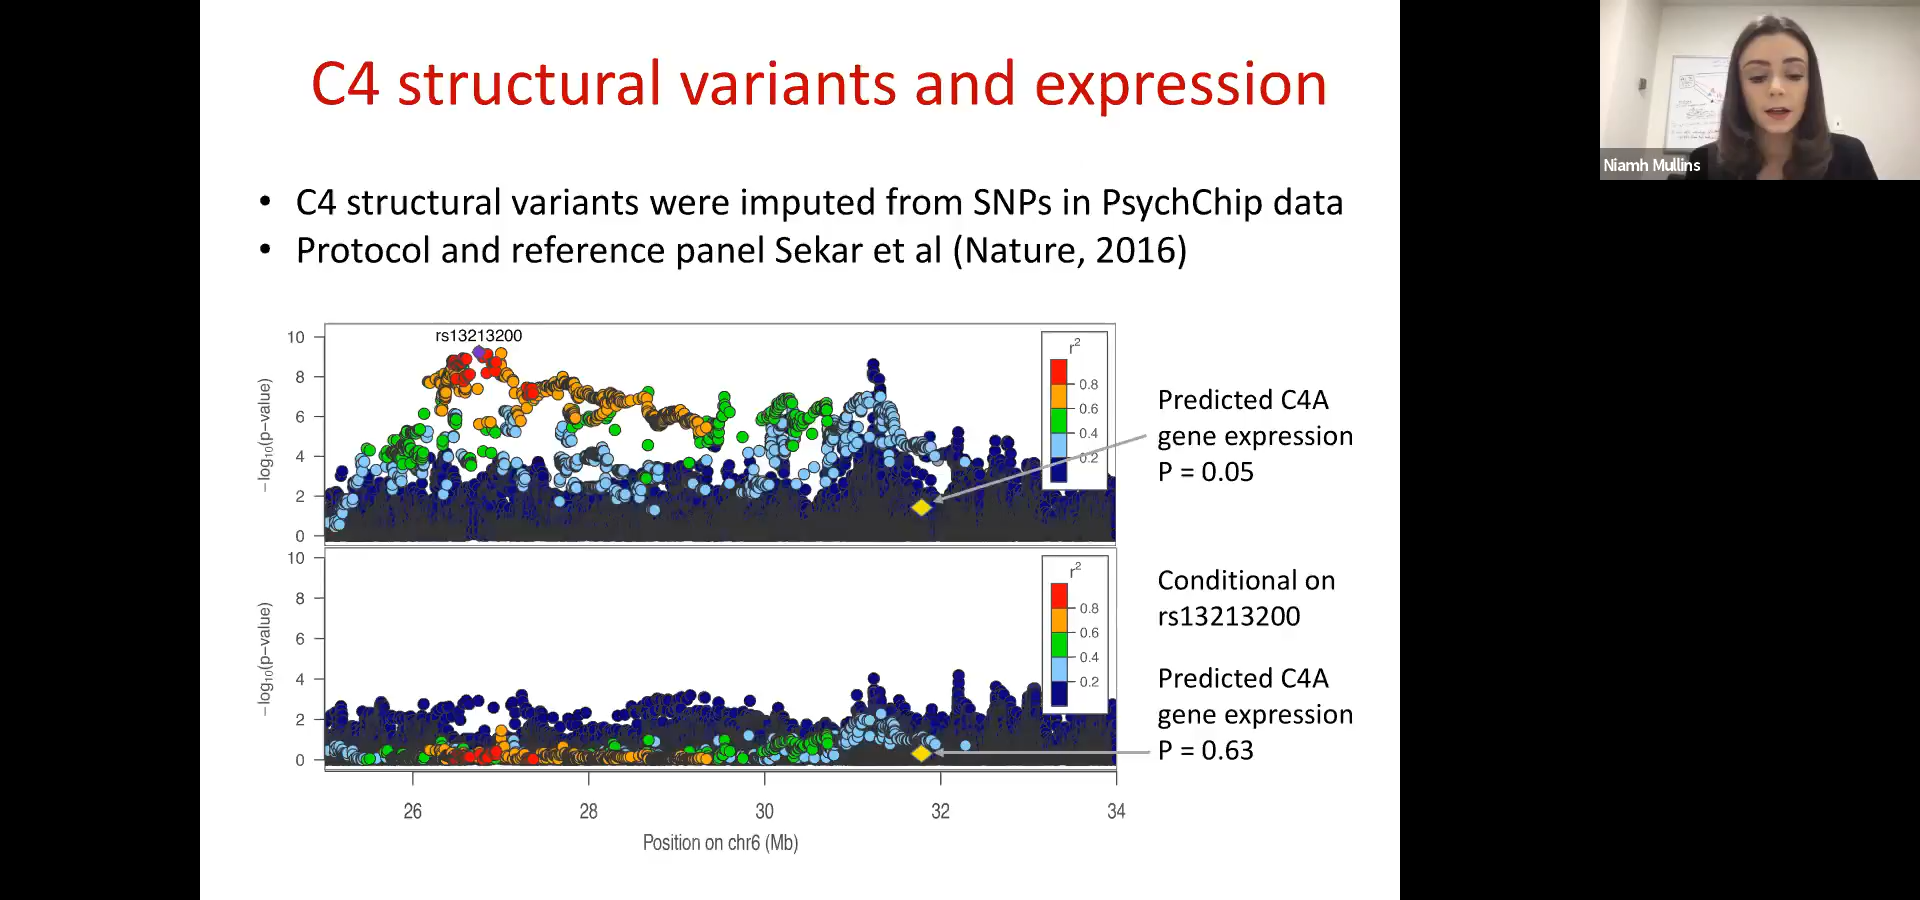 C4 structural variants and expression
• C4 structural variants were imputed from SNPs in PsychChip data
• Protocol and reference panel Sekar et al (Nature, 2016)
Niamh Mullins
rs13213200
−log10(p−value)
10
8
6
4
2
0
r2
0.8
0.6
0.4
0.2
Predicted C4A
gene expression
P = 0.05
−log10(p−value)
10
8
6
4
2
0
r2
0.8
0.6
0.4
0.2
Conditional on
rs13213200
Predicted C4A
gene expression
P = 0.63
26 28 30 32 34
Position on chr6 (Mb)